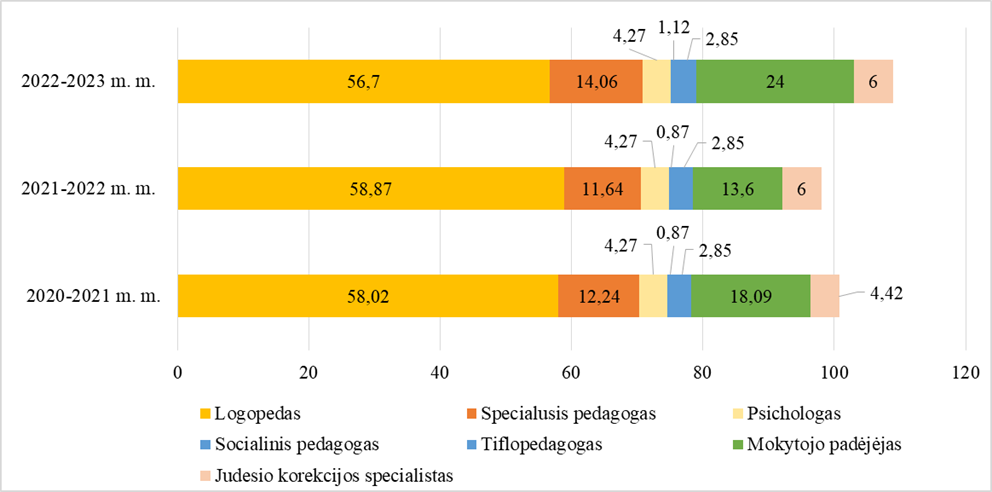 4,27 1,12 2,85
2022-2023 m. m. 56,7 14,06 24 6
4,27 0,87 2,85
2021-2022 m. m. 58,87 11,64 13,6 6
4,27 0,87 2,85
2020-2021 m. m. 58,02 12,24 18,09 4,42
0 20 40 60 80 100 120
Logopedas Specialusis pedagogas Psichologas
Socialinis pedagogas Tiflopedagogas Mokytojo padėjėjas
Judesio korekcijos specialistas